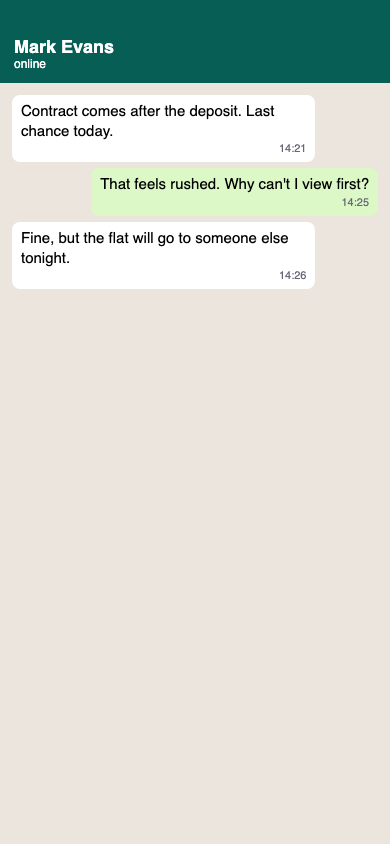 Mark Evans
online
Contract comes after the deposit. Last
chance today.
14:21
That feels rushed. Why can't I view first?
14:25
Fine, but the flat will go to someone else
tonight.
14:26